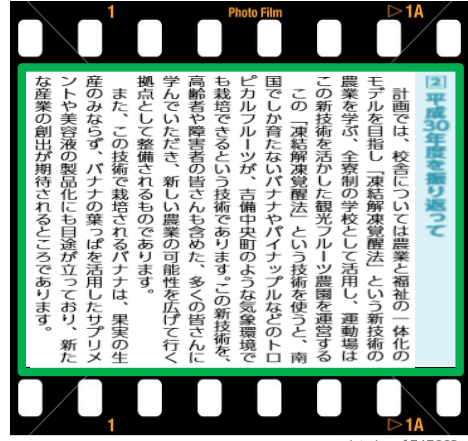 1
Photo Film
▷1A
[2] 平成30年度を振り返って
計画では、校舎については農業と福祉の一体化の
モデルを目指し「凍結解凍覚醒法」という新技術の
農業を学ぶ、全寮制の学校として活用し、運動場は
この新技術を活かした観光フルーツ農園を運営する
この「凍結解凍覚醒法」という技術を使うと、南
国でしか育たないバナナやパイナップルなどのトロ
ピカルフルーツが、吉備中央町のような気象環境で
も栽培できるという技術であります。この新技術を、
高齢者や障害者の皆さんも含めた、多くの皆さんに
学んでいただき、新しい農業の可能性を広げて行く
拠点として整備されるものであります。
また、この技術で栽培されるバナナは、果実の生
産のみならず、バナナの葉っぱを活用したサプリメ
ントや美容液の製品化にも目途が立っており、新た
な産業の創出が期待されるところであります。
1
▷1A